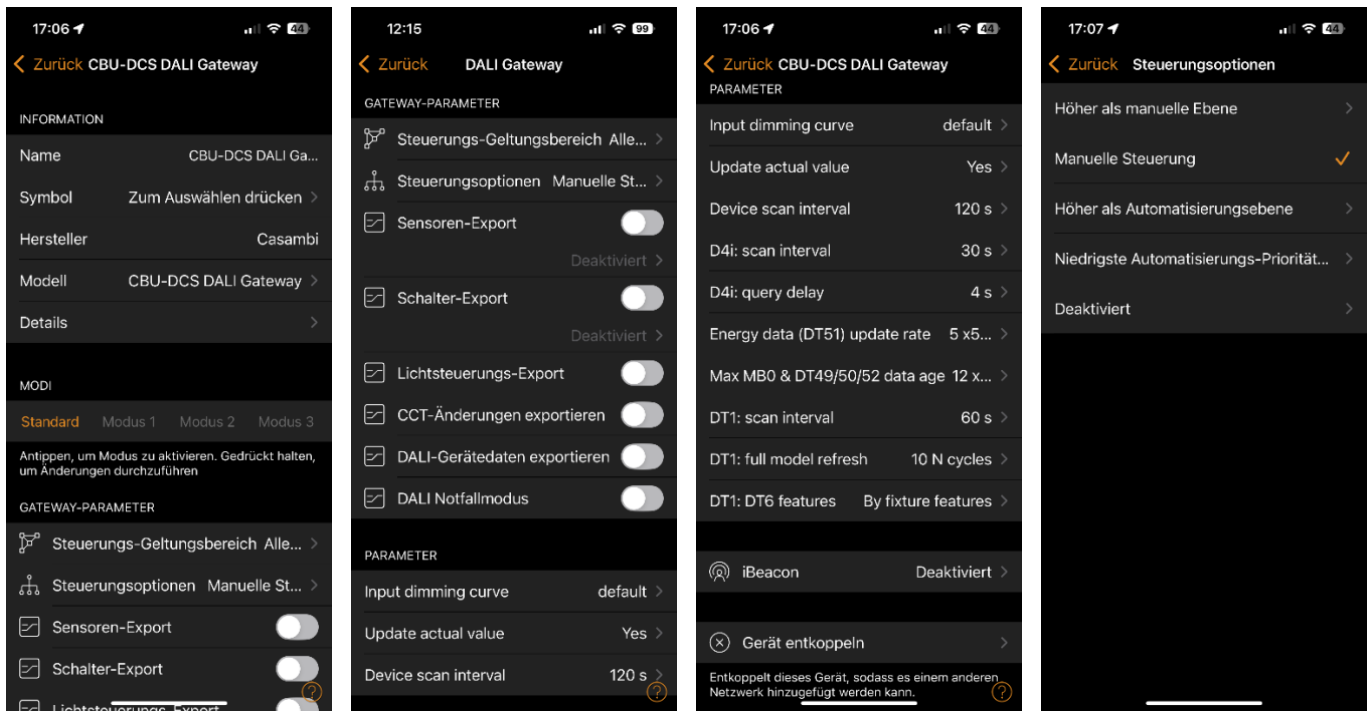 17:06
44
Zurück CBU-DCS DALI Gateway
INFORMATION
Name CBU-DCS DALI Ga...
Symbol Zum Auswählen drücken
Hersteller Casambi
Modell CBU-DCS DALI Gateway
Details
MODI
Standard Modus 1 Modus 2 Modus 3
Antippen, um Modus zu aktivieren. Gedrückt halten,
um Änderungen durchzuführen
GATEWAY-PARAMETER
Steuerungs-Geltungsbereich Alle...
Steuerungsoptionen Manuelle St...
Sensoren-Export
Schalter-Export
?
Lichtsteuerungs-Export
12:15
99
Zurück DALI Gateway
GATEWAY-PARAMETER
Steuerungs-Geltungsbereich Alle...
Steuerungsoptionen Manuelle St...
Sensoren-Export
Deaktiviert
Schalter-Export
Deaktiviert
Lichtsteuerungs-Export
CCT-Änderungen exportieren
DALI-Gerätedaten exportieren
DALI Notfallmodus
PARAMETER
Input dimming curve default
Update actual value Yes
Device scan interval 120 s
?
17:06
44
Zurück CBU-DCS DALI Gateway
PARAMETER
Input dimming curve default
Update actual value Yes
Device scan interval 120 s
D4i: scan interval 30 s
D4i: query delay 4 s
Energy data (DT51) update rate 5 x5...
Max MB0 & DT49/50/52 data age 12 x...
DT1: scan interval 60 s
DT1: full model refresh 10 N cycles
DT1: DT6 features By fixture features
iBeacon Deaktiviert
Gerät entkoppeln
Entkoppelt dieses Gerät, sodass es einem anderen
Netzwerk hinzugefügt werden kann.
?
17:07
44
Zurück Steuerungsoptionen
Höher als manuelle Ebene
Manuelle Steuerung
Höher als Automatisierungsebene
Niedrigste Automatisierungs-Priorität...
Deaktiviert